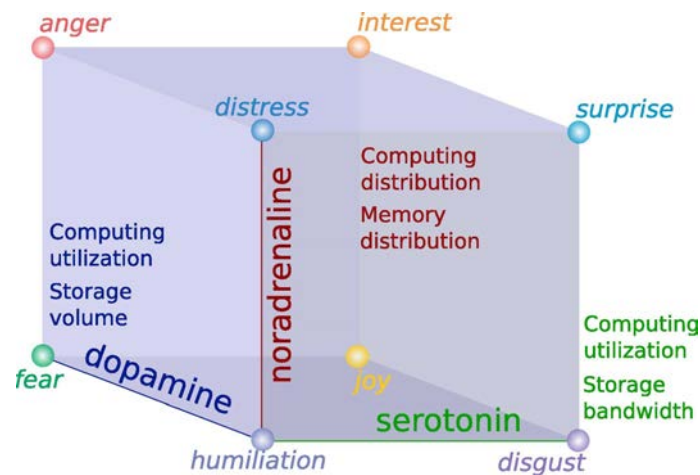 anger
interest
distress
surprise
noradrenaline
Computing
distribution
Memory
distribution
Computing
utilization
Storage
volume
Computing
utilization
Storage
bandwidth
dopamine
fear
joy
serotonin
humiliation
disgust